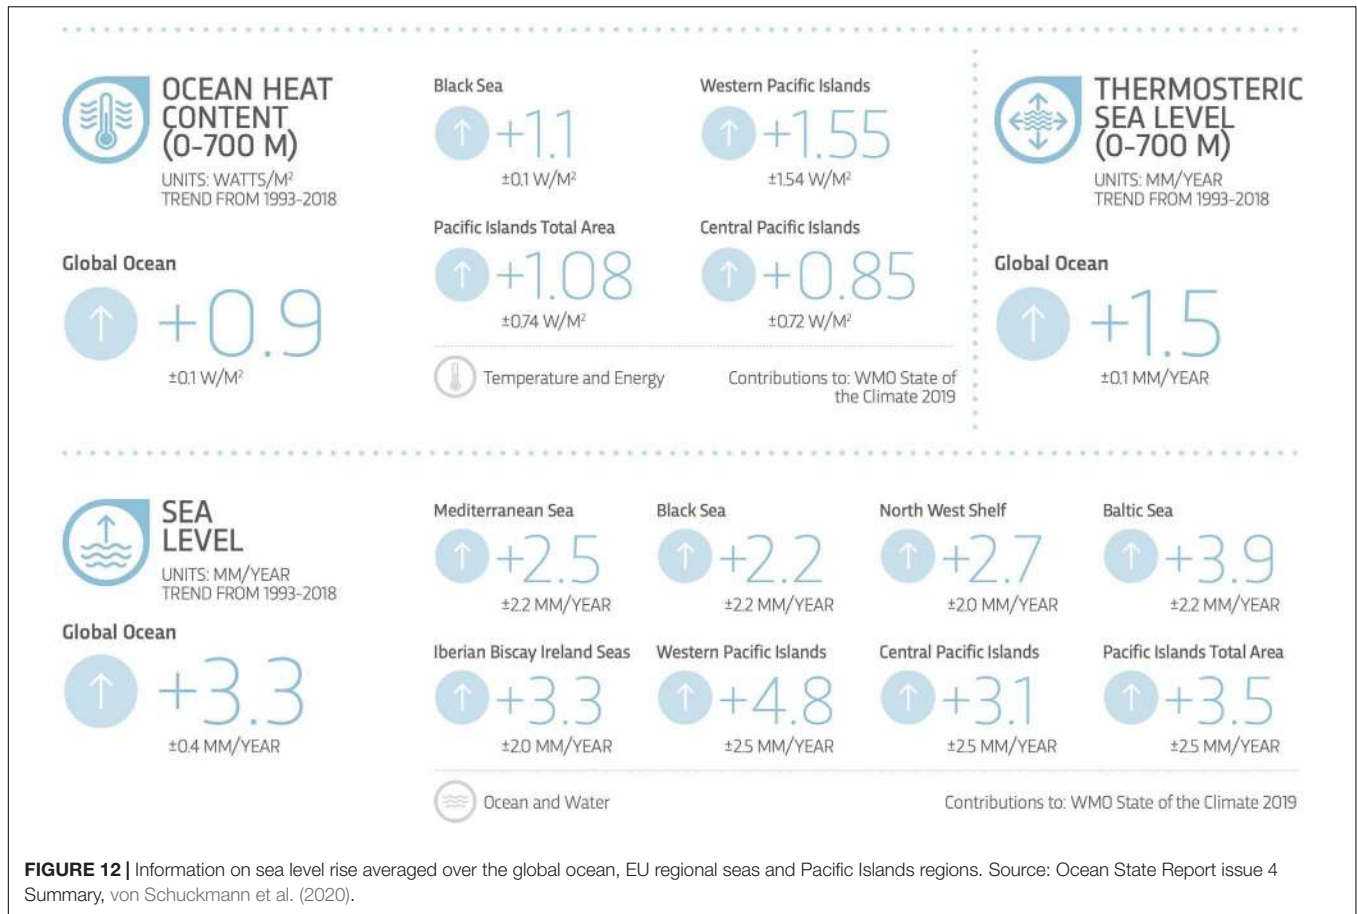 OCEAN HEAT
CONTENT
(0-700 M)
UNITS: WATTS/M²
TREND FROM 1993-2018
Global Ocean
+0.9
±0.1 W/M²
Black Sea
+1.1
±0.1 W/M²
Western Pacific Islands
+1.55
±1.54 W/M²
Pacific Islands Total Area
+1.08
±0.74 W/M²
Central Pacific Islands
+0.85
±0.72 W/M²
Temperature and Energy
Contributions to: WMO State of
the Climate 2019
THERMOSTERIC
SEA LEVEL
(0-700 M)
UNITS: MM/YEAR
TREND FROM 1993-2018
Global Ocean
+1.5
±0.1 MM/YEAR
SEA
LEVEL
UNITS: MM/YEAR
TREND FROM 1993-2018
Global Ocean
+3.3
±0.4 MM/YEAR
Mediterranean Sea
+2.5
±2.2 MM/YEAR
Black Sea
+2.2
±2.2 MM/YEAR
North West Shelf
+2.7
±2.0 MM/YEAR
Baltic Sea
+3.9
±2.2 MM/YEAR
Iberian Biscay Ireland Seas
+3.3
±2.0 MM/YEAR
Western Pacific Islands
+4.8
±2.5 MM/YEAR
Central Pacific Islands
+3.1
±2.5 MM/YEAR
Pacific Islands Total Area
+3.5
±2.5 MM/YEAR
Ocean and Water
Contributions to: WMO State of the Climate 2019
FIGURE 12 | Information on sea level rise averaged over the global ocean, EU regional seas and Pacific Islands regions. Source: Ocean State Report issue 4
Summary, von Schuckmann et al. (2020).